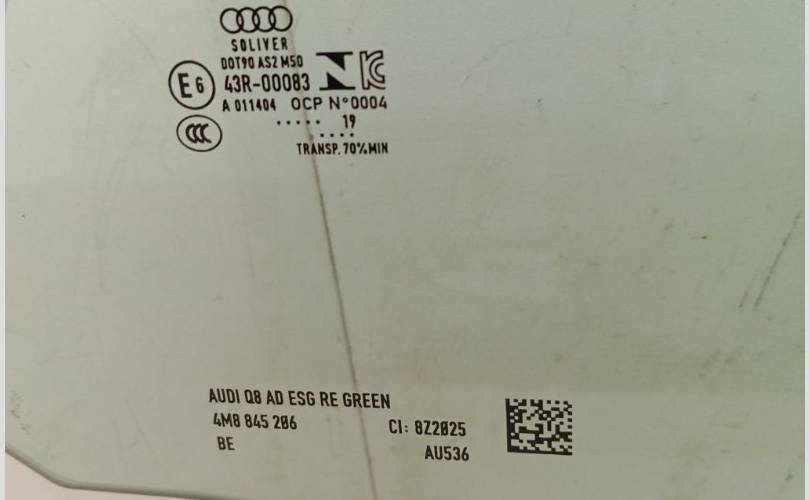 SOLIVER
DOT90 AS2 M50
E6 43R-00083
A 011404 OCP N°0004
CCC
..... 19
....
TRANSP. 70%MIN
AUDI Q8 AD ESG RE GREEN
4M8 845 206 CI: 8Z2025
BE AU536